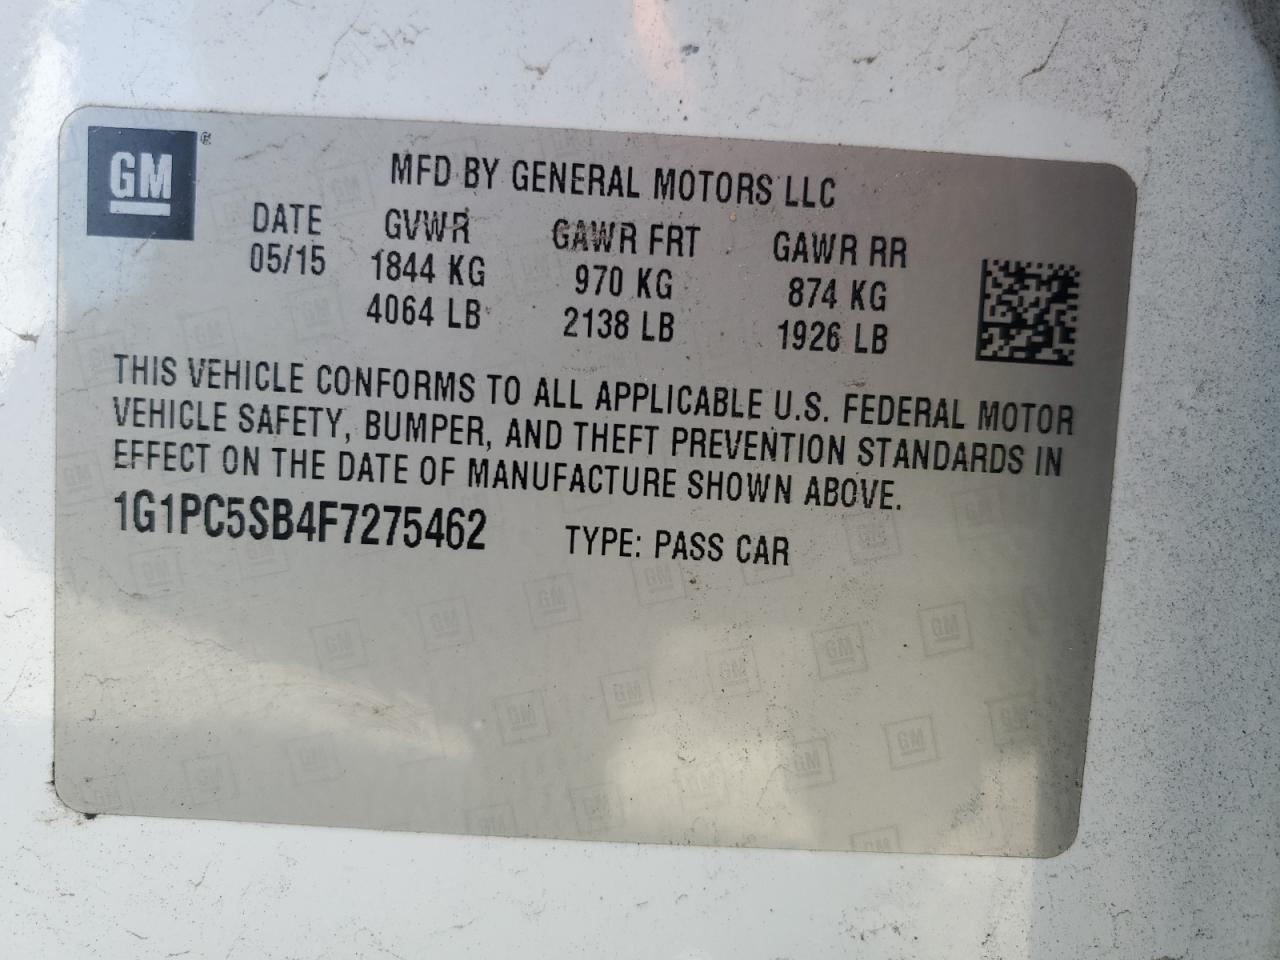 GM
MFD BY GENERAL MOTORS LLC
DATE GVWR GAWR FRT GAWR RR
05/15 1844 KG 970 KG 874 KG
4064 LB 2138 LB 1926 LB
THIS VEHICLE CONFORMS TO ALL APPLICABLE U.S. FEDERAL MOTOR
VEHICLE SAFETY, BUMPER, AND THEFT PREVENTION STANDARDS IN
EFFECT ON THE DATE OF MANUFACTURE SHOWN ABOVE.
1G1PC5SB4F7275462 TYPE: PASS CAR